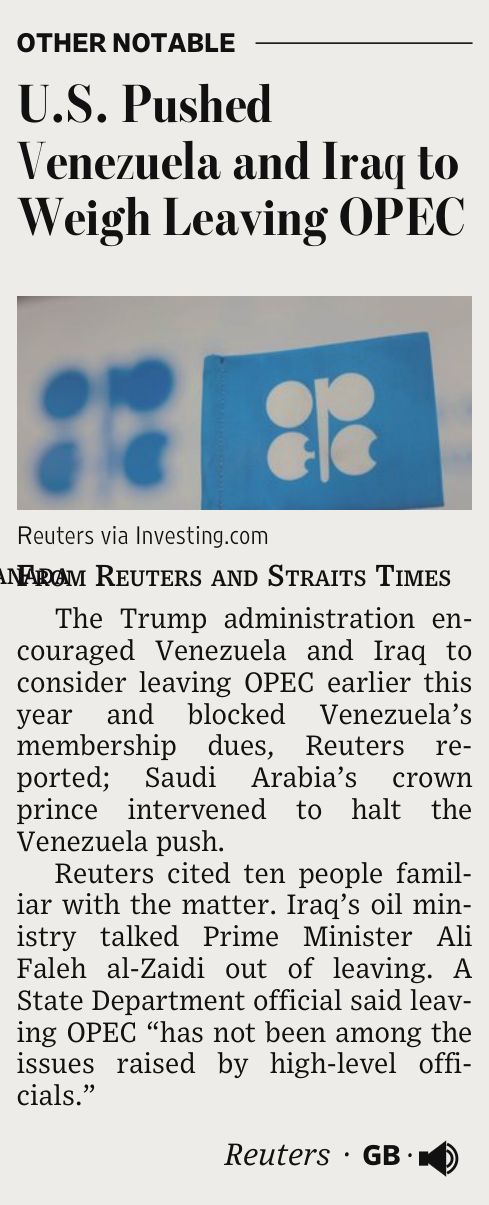 OTHER NOTABLE
U.S. Pushed
Venezuela and Iraq to
Weigh Leaving OPEC
Reuters via Investing.com
FROM REUTERS AND STRAITS TIMES
The Trump administration en-
couraged Venezuela and Iraq to
consider leaving OPEC earlier this
year and blocked Venezuela’s
membership dues, Reuters re-
ported; Saudi Arabia’s crown
prince intervened to halt the
Venezuela push.
Reuters cited ten people famil-
iar with the matter. Iraq’s oil min-
istry talked Prime Minister Ali
Faleh al-Zaidi out of leaving. A
State Department official said leav-
ing OPEC “has not been among the
issues raised by high-level offi-
cials.”
Reuters · GB ·